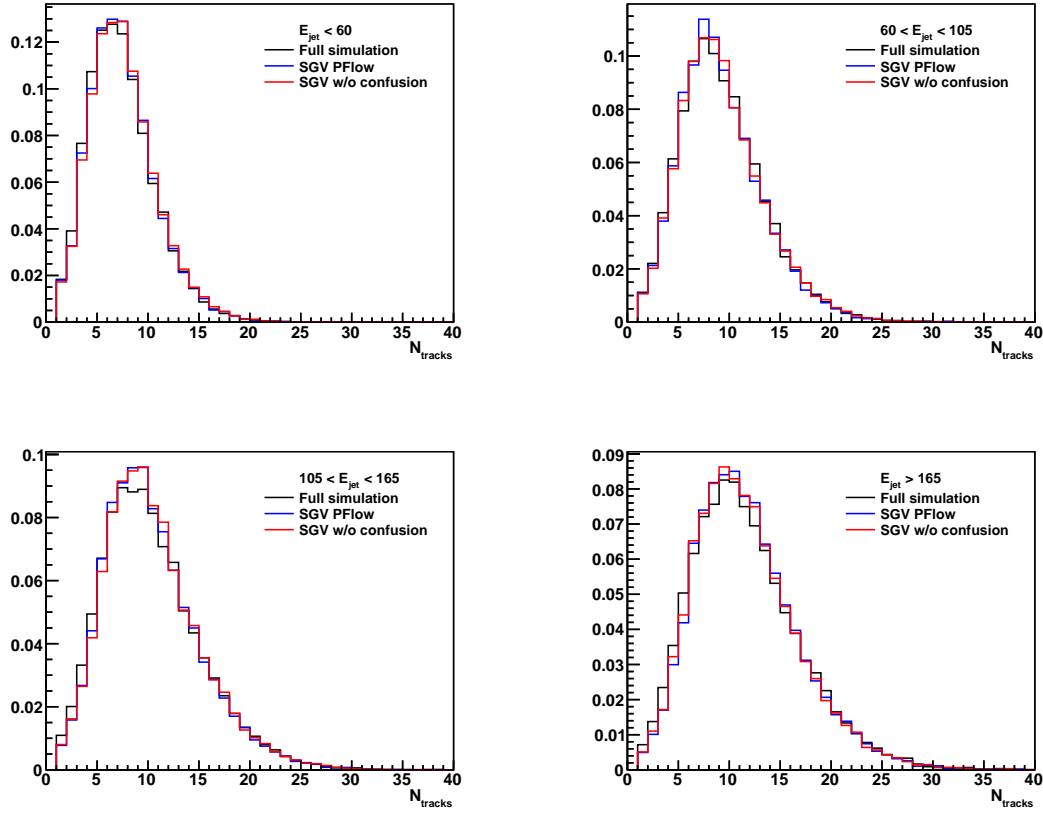 E_jet < 60
Full simulation
SGV PFlow
SGV w/o confusion
0.12
0.1
0.08
0.06
0.04
0.02
0
0 5 10 15 20 25 30 35 40
N_tracks
60 < E_jet < 105
Full simulation
SGV PFlow
SGV w/o confusion
0.1
0.08
0.06
0.04
0.02
0
0 5 10 15 20 25 30 35 40
N_tracks
105 < E_jet < 165
Full simulation
SGV PFlow
SGV w/o confusion
0.1
0.08
0.06
0.04
0.02
0
0 5 10 15 20 25 30 35 40
N_tracks
E_jet > 165
Full simulation
SGV PFlow
SGV w/o confusion
0.09
0.08
0.07
0.06
0.05
0.04
0.03
0.02
0.01
0
0 5 10 15 20 25 30 35 40
N_tracks